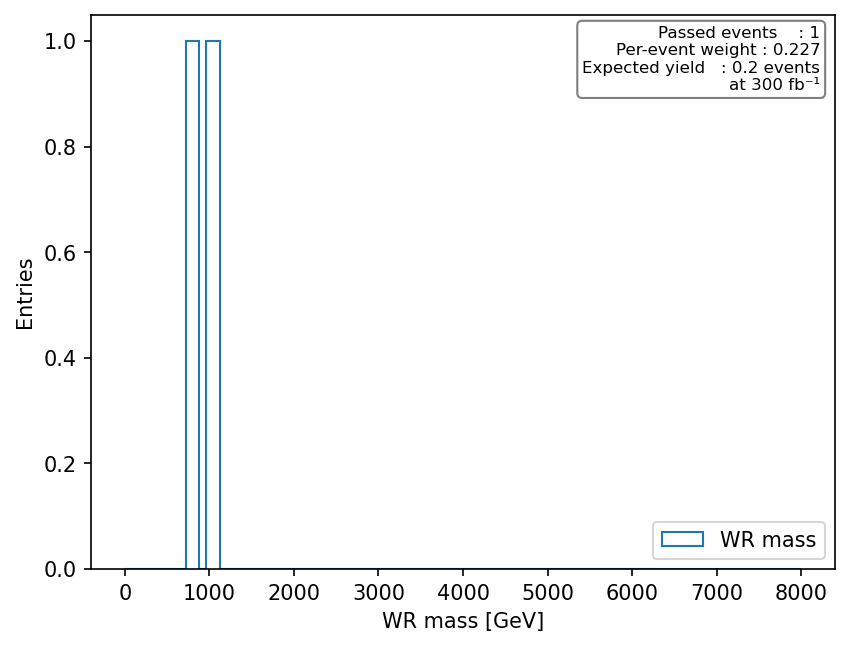 Passed events    : 1
Per-event weight : 0.227
Expected yield   : 0.2 events
at 300 fb⁻¹
1.0
0.8
0.6
0.4
0.2
0.0
Entries
WR mass
0 1000 2000 3000 4000 5000 6000 7000 8000
WR mass [GeV]